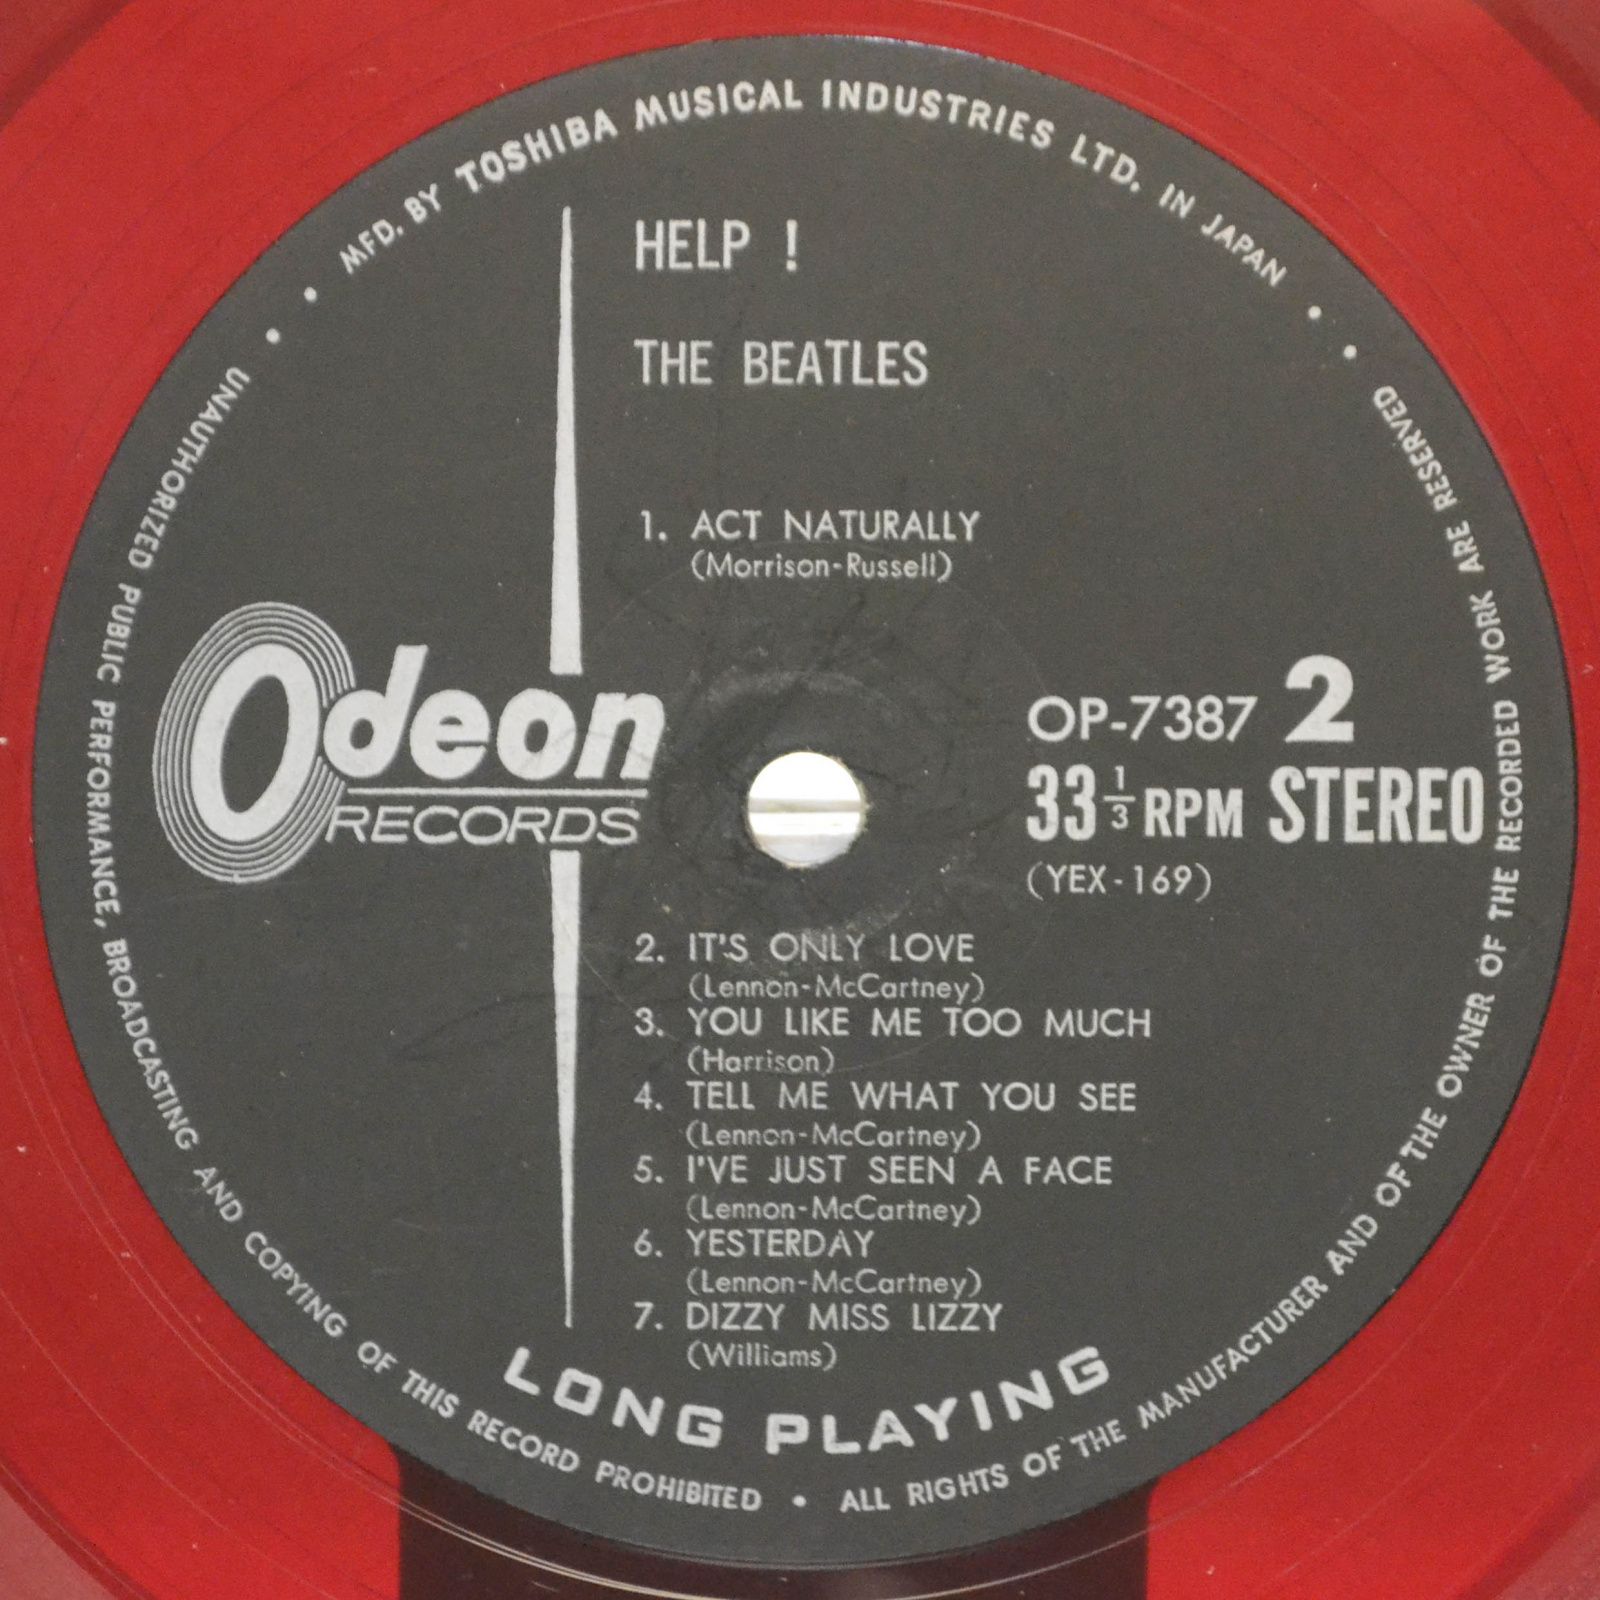 MFD. BY TOSHIBA MUSICAL INDUSTRIES LTD. IN JAPAN
HELP !
THE BEATLES
1. ACT NATURALLY
(Morrison-Russell)
Odeon
RECORDS
OP-7387 2
33 1/3 RPM STEREO
(YEX-169)
2. IT'S ONLY LOVE
(Lennon-McCartney)
3. YOU LIKE ME TOO MUCH
(Harrison)
4. TELL ME WHAT YOU SEE
(Lennon-McCartney)
5. I'VE JUST SEEN A FACE
(Lennon-McCartney)
6. YESTERDAY
(Lennon-McCartney)
7. DIZZY MISS LIZZY
(Williams)
LONG PLAYING
UNAUTHORIZED PUBLIC PERFORMANCE, BROADCASTING AND COPYING OF THIS RECORD PROHIBITED • ALL RIGHTS OF THE MANUFACTURER AND OF THE OWNER OF THE RECORDED WORK ARE RESERVED